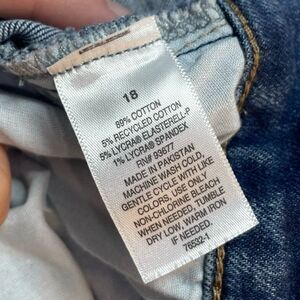 18
89% COTTON
5% RECYCLED COTTON
5% LYCRA® ELASTERELL-P
1% LYCRA® SPANDEX
RN# 93677
MADE IN PAKISTAN
MACHINE WASH COLD,
GENTLE CYCLE WITH LIKE
COLORS. USE ONLY
NON-CHLORINE BLEACH
WHEN NEEDED, TUMBLE
DRY LOW, WARM IRON
IF NEEDED.
76532-1